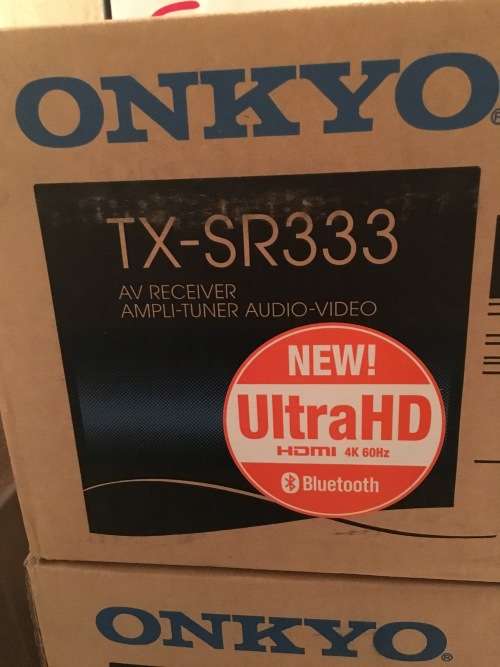 ONKYO®
TX-SR333
AV RECEIVER
AMPLI-TUNER AUDIO-VIDEO
NEW!
UltraHD
HDMI 4K 60Hz
Bluetooth
ONKYO®